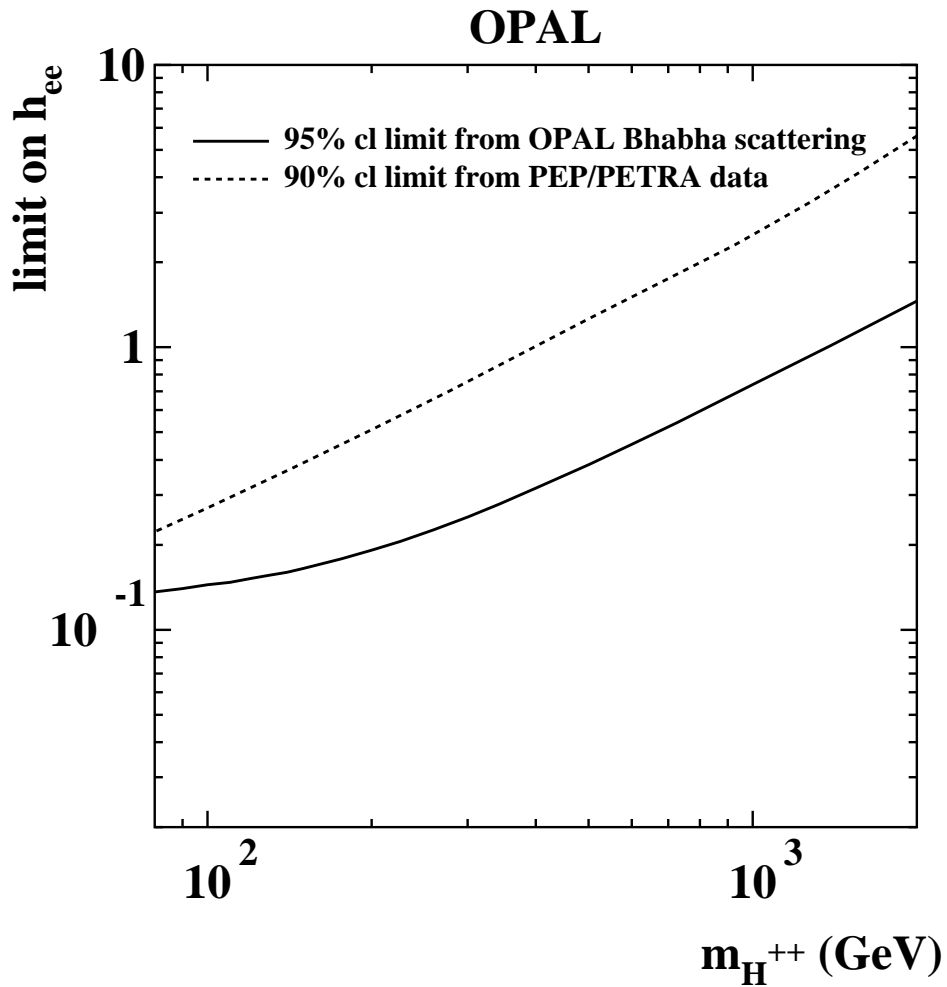 OPAL
limit on h_ee
10
1
10^-1
95% cl limit from OPAL Bhabha scattering
90% cl limit from PEP/PETRA data
10^2
10^3
m_H^++ (GeV)